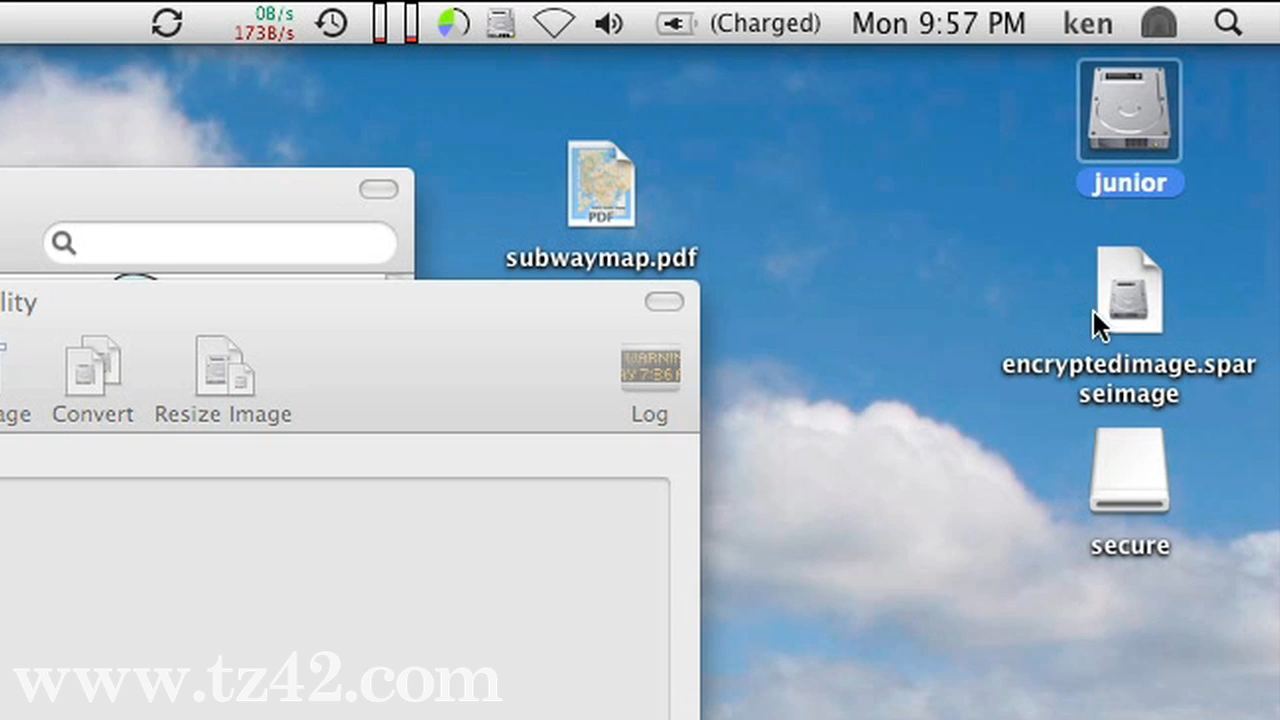 0B/s
173B/s
(Charged)
Mon 9:57 PM
ken
junior
PDF
subwaymap.pdf
lity
encryptedimage.spar
seimage
WARNIN
age
Convert
Resize Image
Log
secure
www.tz42.com